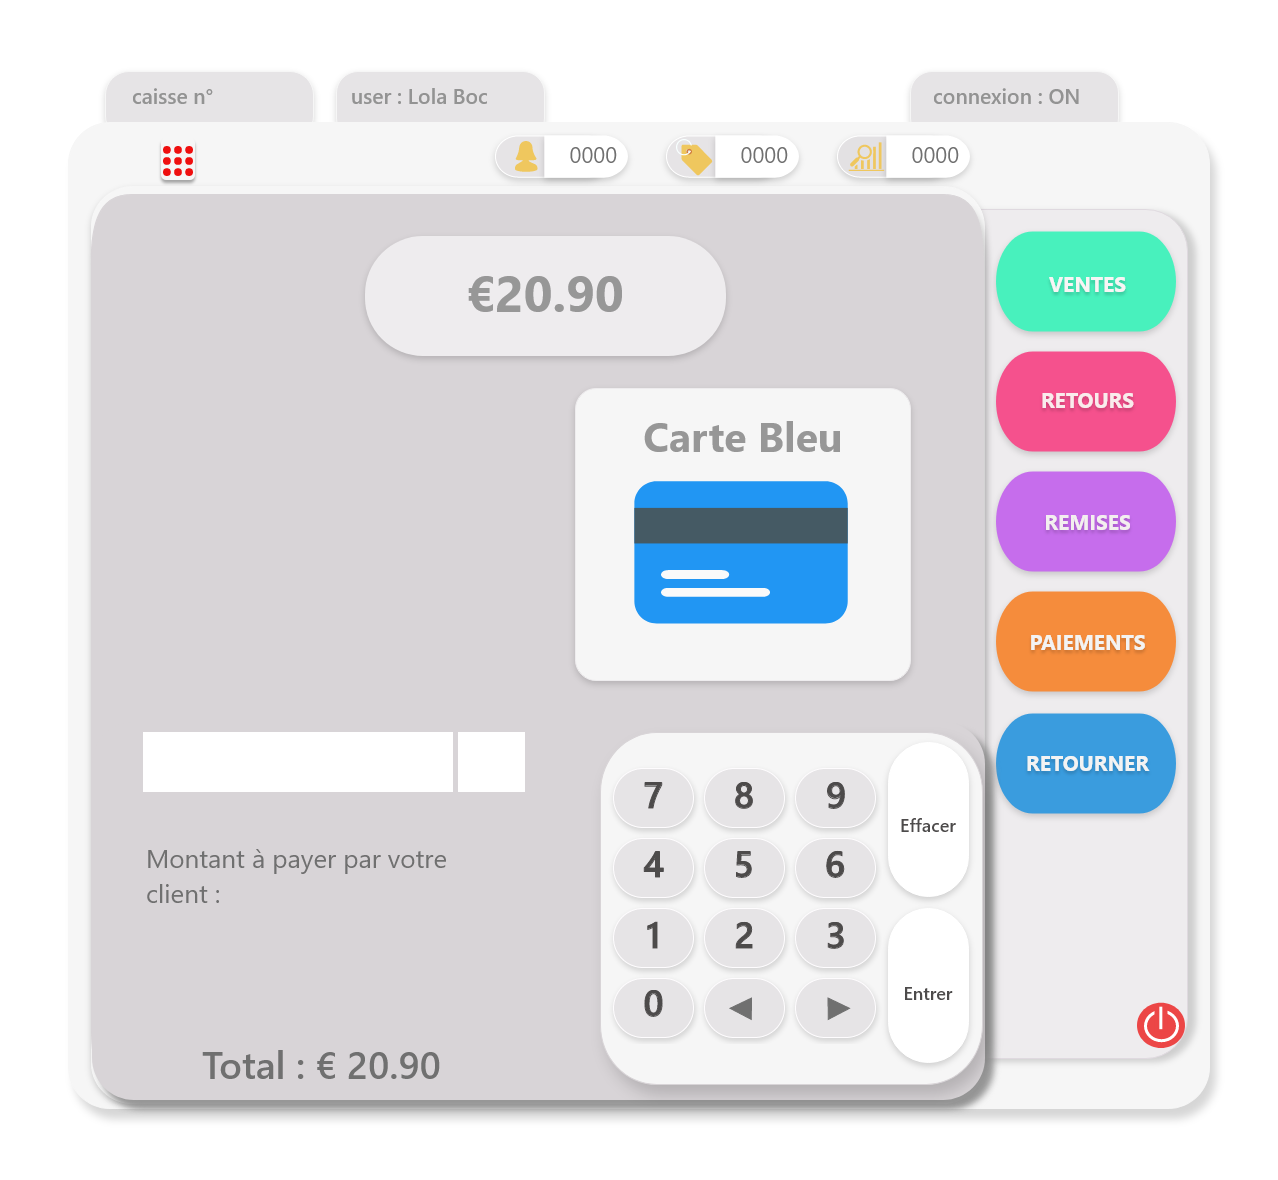 caisse n°
user : Lola Boc
connexion : ON
0000
0000
0000
€20.90
VENTES
Carte Bleu
RETOURS
REMISES
PAIEMENTS
RETOURNER
7 8 9
Effacer
4 5 6
Montant à payer par votre
client :
1 2 3
Entrer
0 ◀ ▶
Total : € 20.90